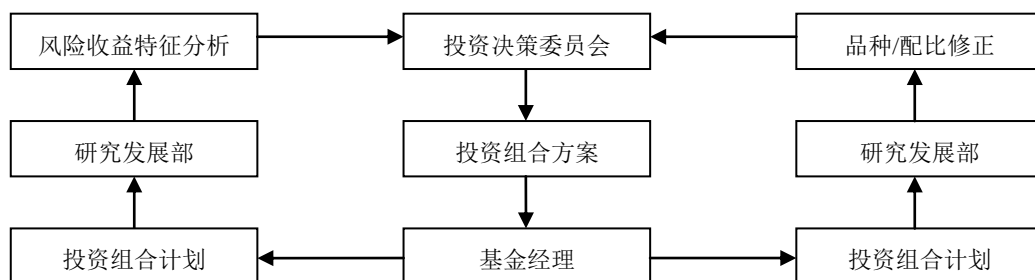 风险收益特征分析
投资决策委员会
品种/配比修正
研究发展部
投资组合方案
研究发展部
投资组合计划
基金经理
投资组合计划